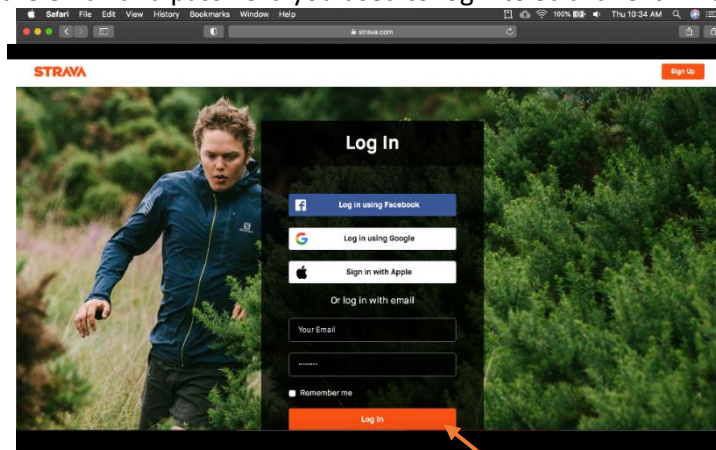 Safari File Edit View History Bookmarks Window Help 100% Thu 10:34 AM
strava.com
STRAVA Sign Up
Log In
Log in using Facebook
Log in using Google
Sign in with Apple
Or log in with email
Your Email
Remember me
Log In